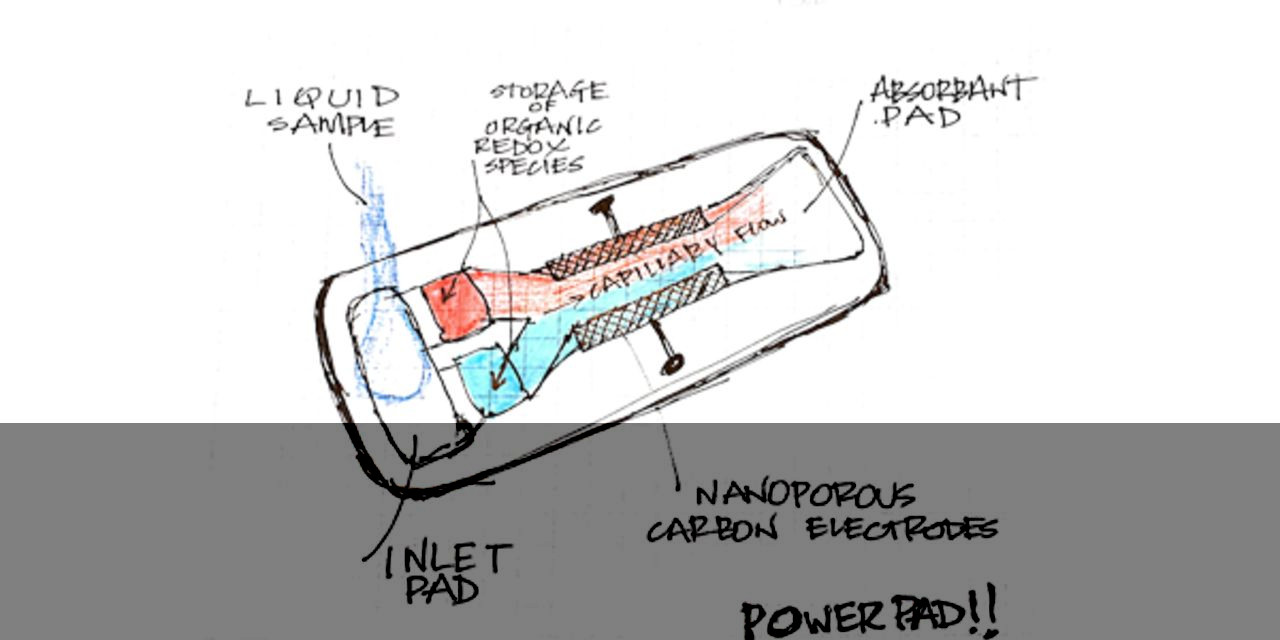 LIQUID
SAMPLE
STORAGE
OF
ORGANIC
REDOX
SPECIES
ABSORBANT
PAD
>CAPILLARY FLOW
NANOPOROUS
CARBON ELECTRODES
INLET
PAD
POWERPAD!!